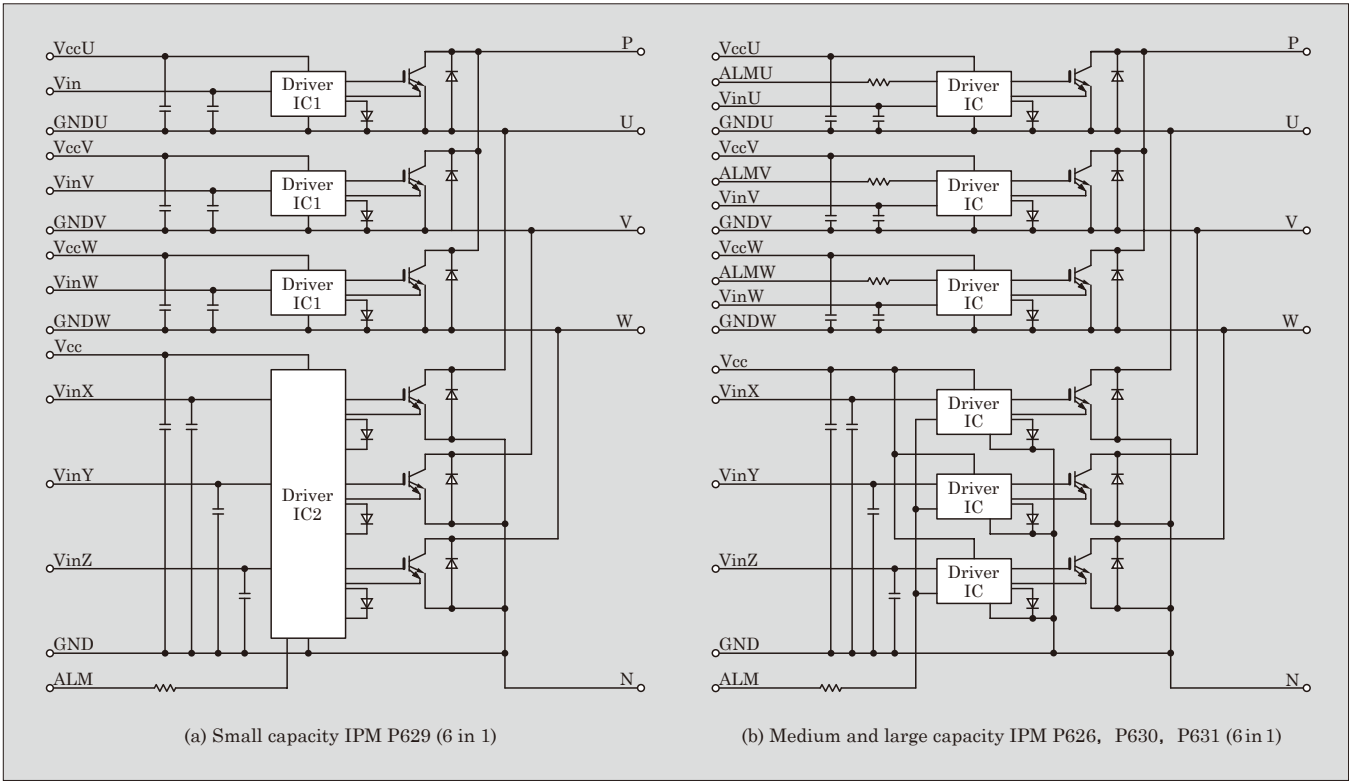 VccU
Vin
GNDU
VccV
VinV
GNDV
VccW
VinW
GNDW
Vcc
VinX
VinY
VinZ
GND
ALM
Driver
IC1
Driver
IC1
Driver
IC1
Driver
IC2
P
U
V
W
N
(a) Small capacity IPM P629 (6 in 1)
VccU
ALMU
VinU
GNDU
VccV
ALMV
VinV
GNDV
VccW
ALMW
VinW
GNDW
Vcc
VinX
VinY
VinZ
GND
ALM
Driver
IC
Driver
IC
Driver
IC
Driver
IC
Driver
IC
Driver
IC
P
U
V
W
N
(b) Medium and large capacity IPM P626, P630, P631 (6 in 1)